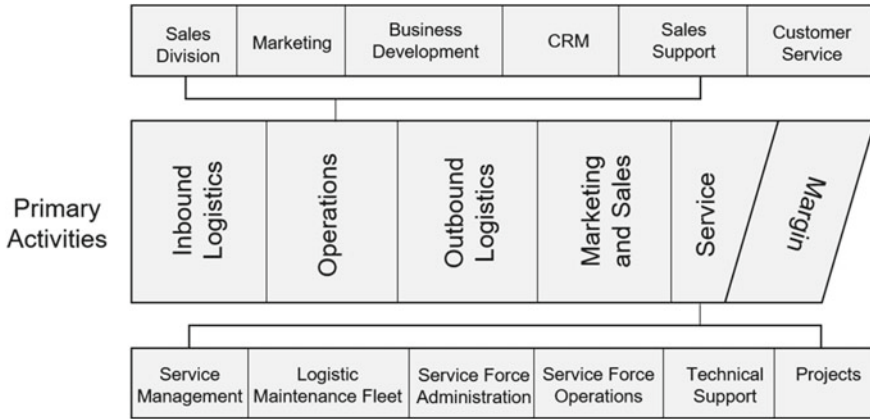 Sales
Division
Marketing
Business
Development
CRM
Sales
Support
Customer
Service
Primary
Activities
Inbound
Logistics
Operations
Outbound
Logistics
Marketing
and Sales
Service
Margin
Service
Management
Logistic
Maintenance Fleet
Service Force
Administration
Service Force
Operations
Technical
Support
Projects